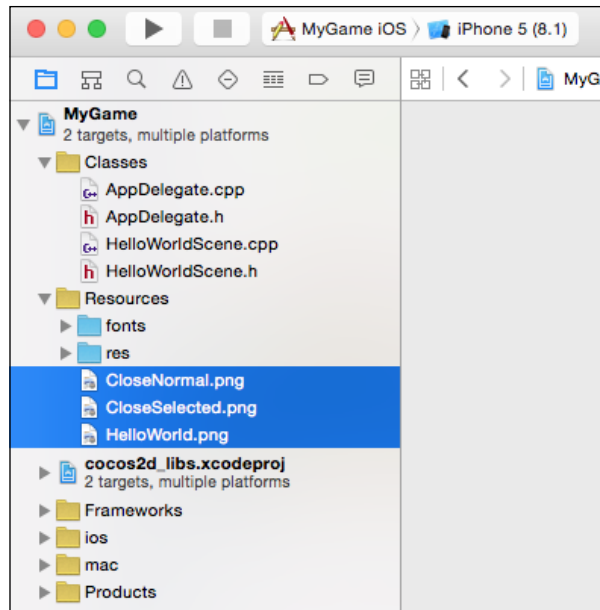 MyGame iOS iPhone 5 (8.1)
MyG
MyGame
2 targets, multiple platforms
Classes
AppDelegate.cpp
AppDelegate.h
HelloWorldScene.cpp
HelloWorldScene.h
Resources
fonts
res
CloseNormal.png
CloseSelected.png
HelloWorld.png
cocos2d_libs.xcodeproj
2 targets, multiple platforms
Frameworks
ios
mac
Products